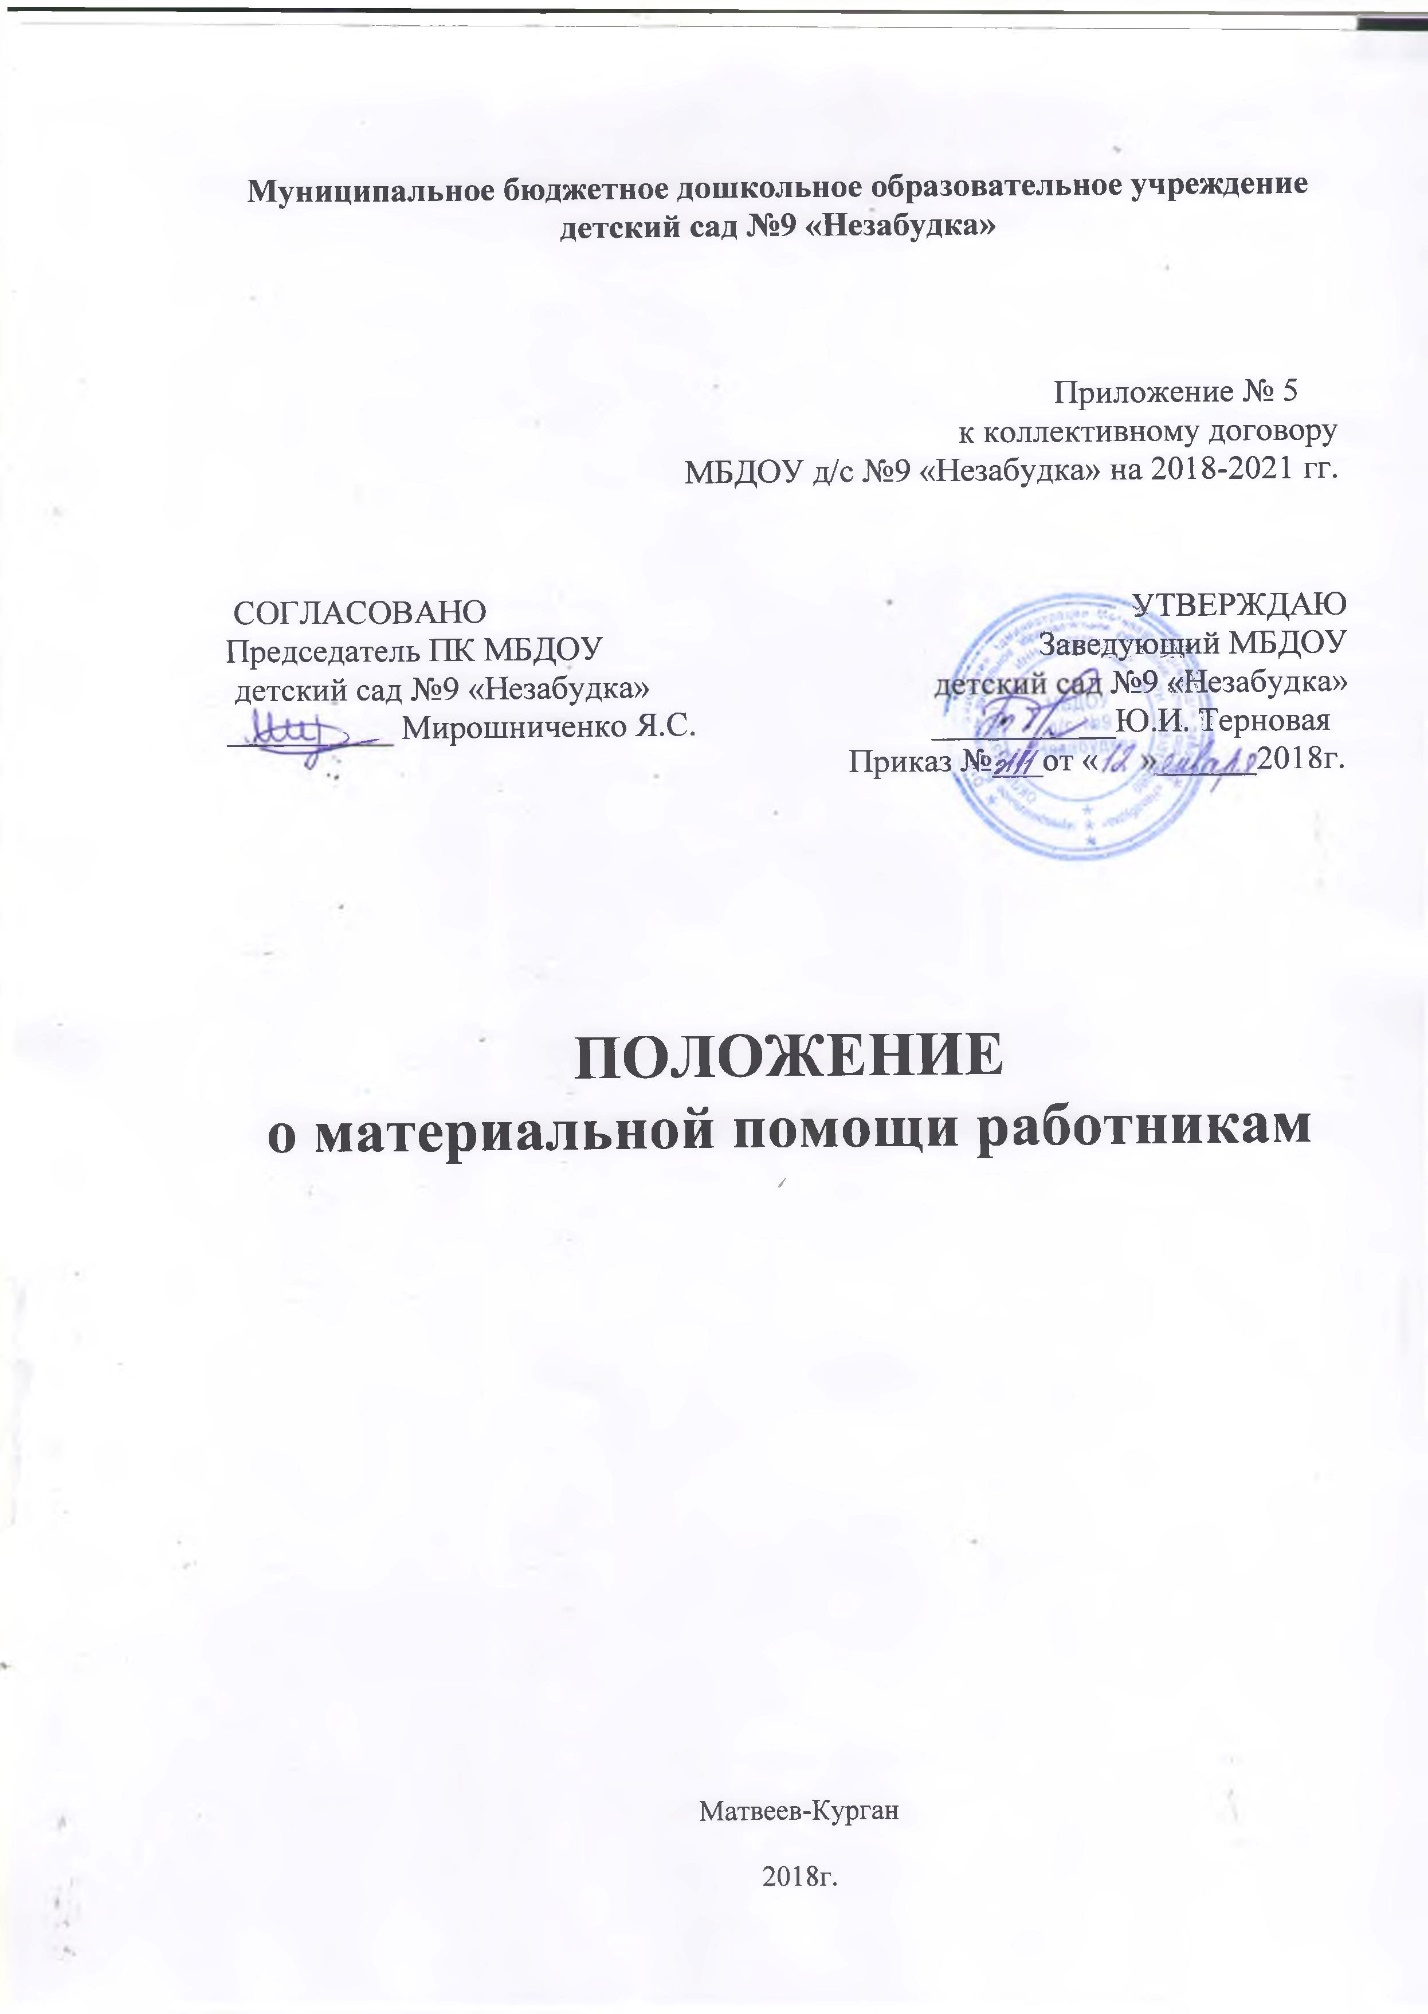 Муниципальное бюджетное дошкольное образовательное учреждение
детский сад №9 «Незабудка»
Приложение № 5
к коллективному договору
МБДОУ д/с №9 «Незабудка» на 2018-2021 гг.
СОГЛАСОВАНО
Председатель ПК МБДОУ
детский сад №9 «Незабудка»
Мирошниченко Я.С.
УТВЕРЖДАЮ
Заведующий МБДОУ
детский сад №9 «Незабудка»
Ю.И. Терновая
Приказ № от «12» января 2018г.
ПОЛОЖЕНИЕ
о материальной помощи работникам
Матвеев-Курган
2018г.